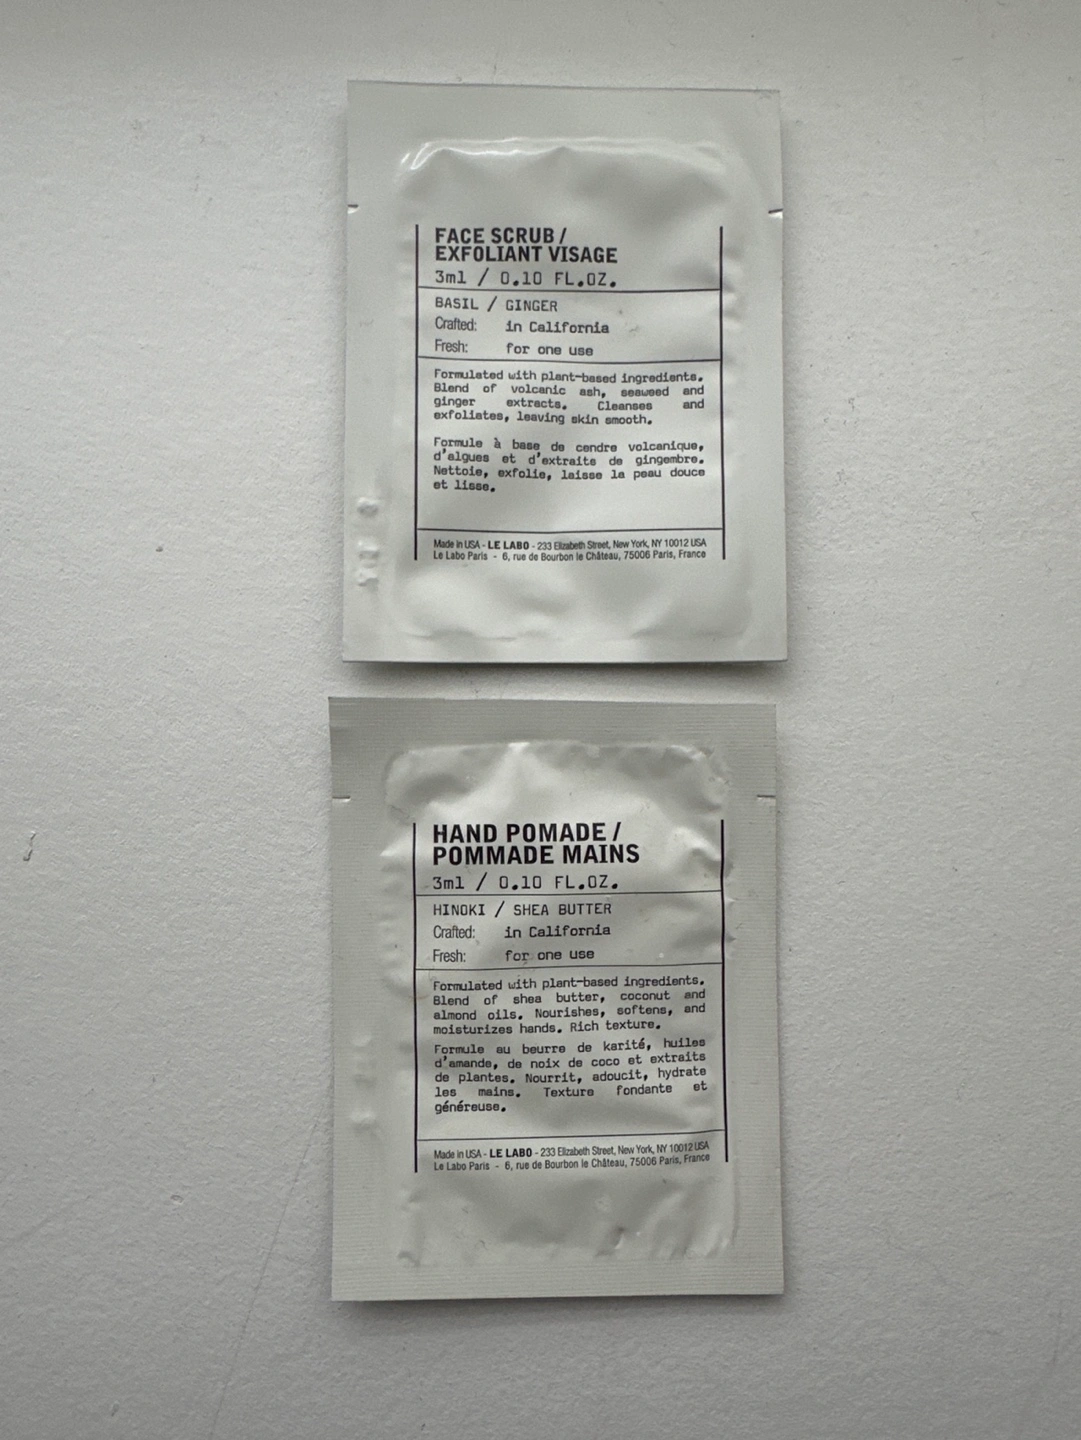 FACE SCRUB /
EXFOLIANT VISAGE
3ml / 0.10 FL.OZ.
BASIL / GINGER
Crafted: in California
Fresh: for one use
Formulated with plant-based ingredients.
Blend of volcanic ash, seaweed and
ginger extracts. Cleanses and
exfoliates, leaving skin smooth.
Formule à base de cendre volcanique,
d'algues et d'extraits de gingembre.
Nettoie, exfolie, laisse la peau douce
et lisse.
Made in USA - LE LABO - 233 Elizabeth Street, New York, NY 10012 USA
Le Labo Paris - 6, rue de Bourbon le Château, 75006 Paris, France
HAND POMADE /
POMMADE MAINS
3ml / 0.10 FL.OZ.
HINOKI / SHEA BUTTER
Crafted: in California
Fresh: for one use
Formulated with plant-based ingredients.
Blend of shea butter, coconut and
almond oils. Nourishes, softens, and
moisturizes hands. Rich texture.
Formule au beurre de karité, huiles
d'amande, de noix de coco et extraits
de plantes. Nourrit, adoucit, hydrate
les mains. Texture fondante et
généreuse.
Made in USA - LE LABO - 233 Elizabeth Street, New York, NY 10012 USA
Le Labo Paris - 6, rue de Bourbon le Château, 75006 Paris, France